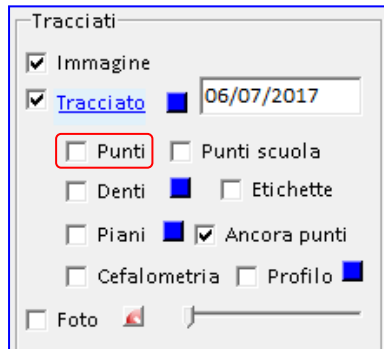 Tracciati
Immagine
Tracciato 06/07/2017
Punti Punti scuola
Denti Etichette
Piani Ancora punti
Cefalometria Profilo
Foto